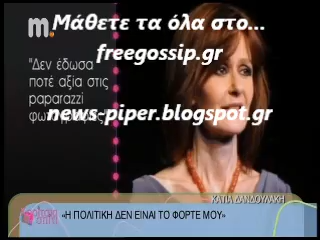 m.
Μάθετε τα όλα στο...
freegossip.gr
"Δεν έδωσα
ποτέ αξία στις
paparazzi
news-piper.blogspot.gr
ΚΑΤΙΑ ΔΑΝΔΟΥΛΑΚΗ
«Η ΠΟΛΙΤΙΚΗ ΔΕΝ ΕΙΝΑΙ ΤΟ ΦΟΡΤΕ ΜΟΥ»